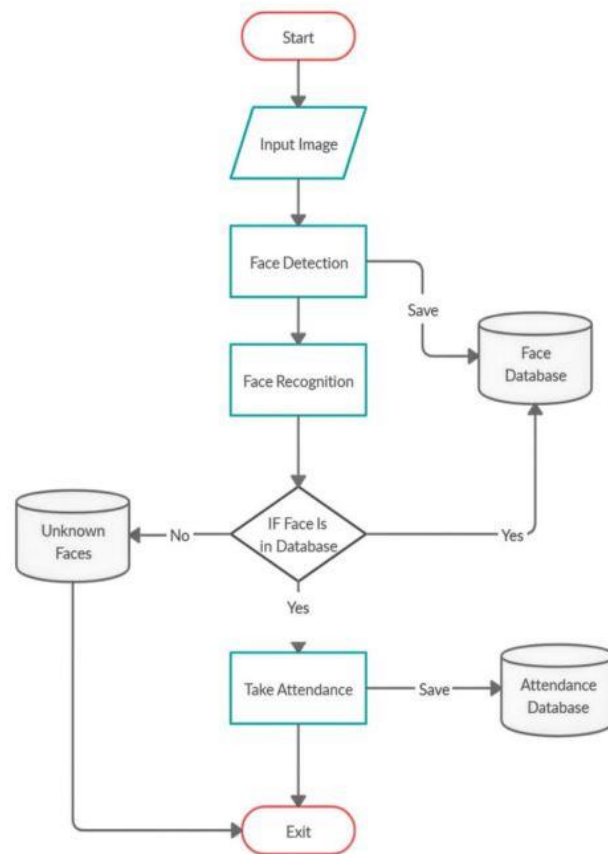 Start
Input Image
Face Detection
Save
Face
Database
Face Recognition
IF Face Is
in Database
No
Unknown
Faces
Yes
Yes
Take Attendance
Save
Attendance
Database
Exit